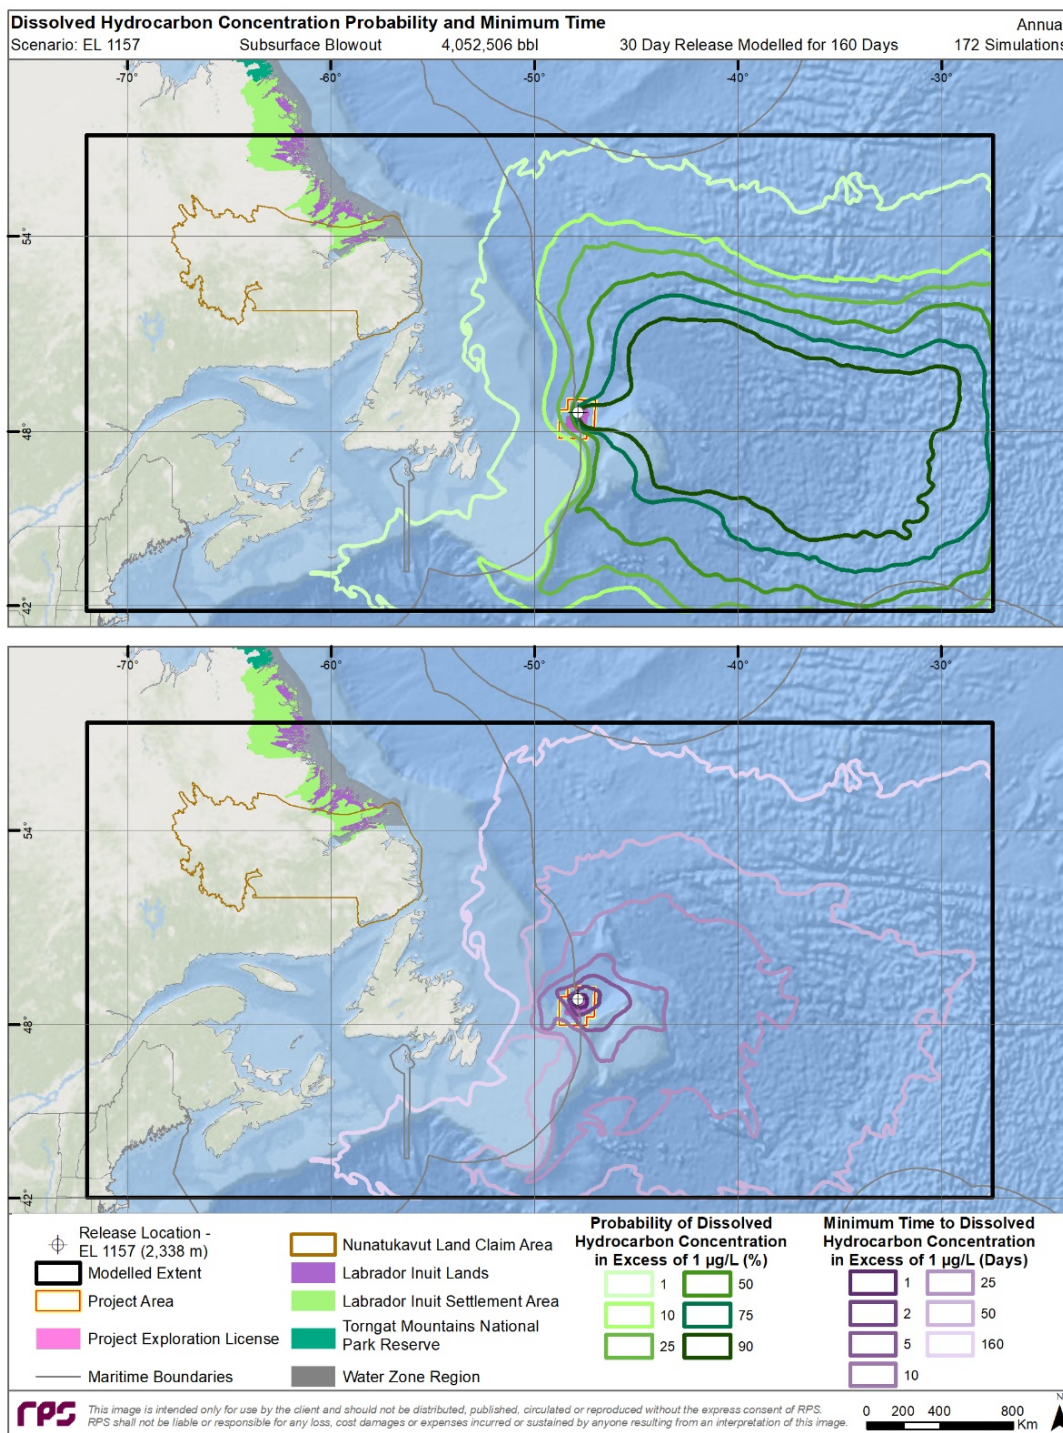 Dissolved Hydrocarbon Concentration Probability and Minimum Time
Annual
Scenario: EL 1157 Subsurface Blowout 4,052,506 bbl 30 Day Release Modelled for 160 Days 172 Simulations
-70° -60° -50° -40° -30°
54°
48°
42°
-70° -60° -50° -40° -30°
54°
48°
42°
Release Location -
EL 1157 (2,338 m)
Modelled Extent
Project Area
Project Exploration License
Maritime Boundaries
Nunatukavut Land Claim Area
Labrador Inuit Lands
Labrador Inuit Settlement Area
Torngat Mountains National
Park Reserve
Water Zone Region
Probability of Dissolved
Hydrocarbon Concentration
in Excess of 1 µg/L (%)
1 50
10 75
25 90
Minimum Time to Dissolved
Hydrocarbon Concentration
in Excess of 1 µg/L (Days)
1 25
2 50
5 160
10
rps
This image is intended only for use by the client and should not be distributed, published, circulated or reproduced without the express consent of RPS.
RPS shall not be liable or responsible for any loss, cost damages or expenses incurred or sustained by anyone resulting from an interpretation of this image.
0 200 400 800
Km
N